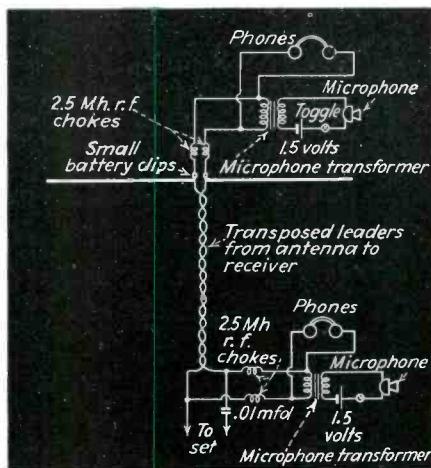 Phones
Microphone
2.5 Mh. r.f.
chokes
Toggle
Small
battery clips
1.5 volts
Microphone transformer
Transposed leaders
from antenna to
receiver
2.5 Mh
r. f.
chokes
Phones
Microphone
.01 mfd
To
set
1.5
volts
Microphone transformer